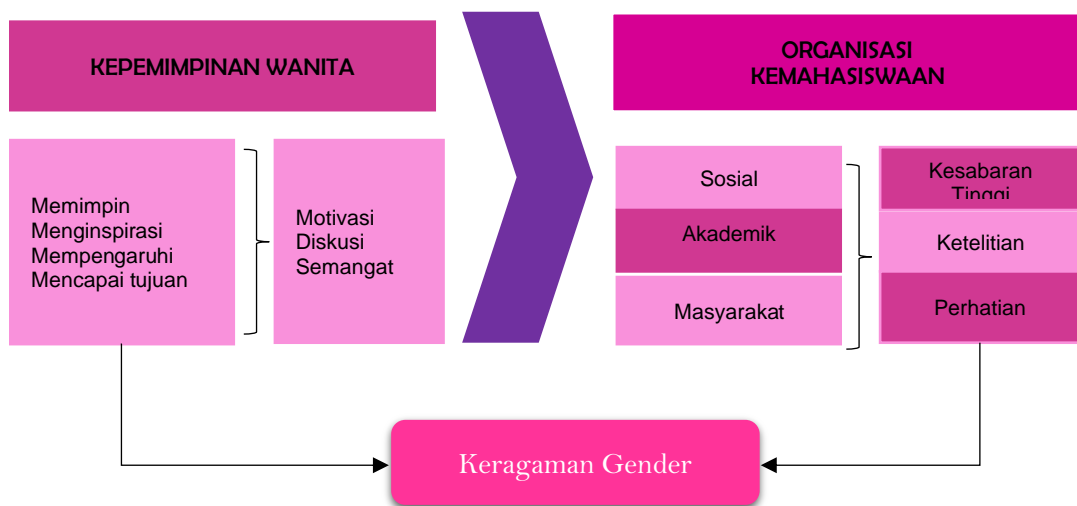 KEPEMIMPINAN WANITA
ORGANISASI
KEMAHASISWAAN
Memimpin
Menginspirasi
Mempengaruhi
Mencapai tujuan
Motivasi
Diskusi
Semangat
Sosial
Akademik
Masyarakat
Kesabaran
Tinggi
Ketelitian
Perhatian
Keragaman Gender